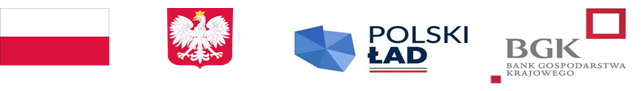 POLSKI
ŁAD
BGK
BANK GOSPODARSTWA
KRAJOWEGO